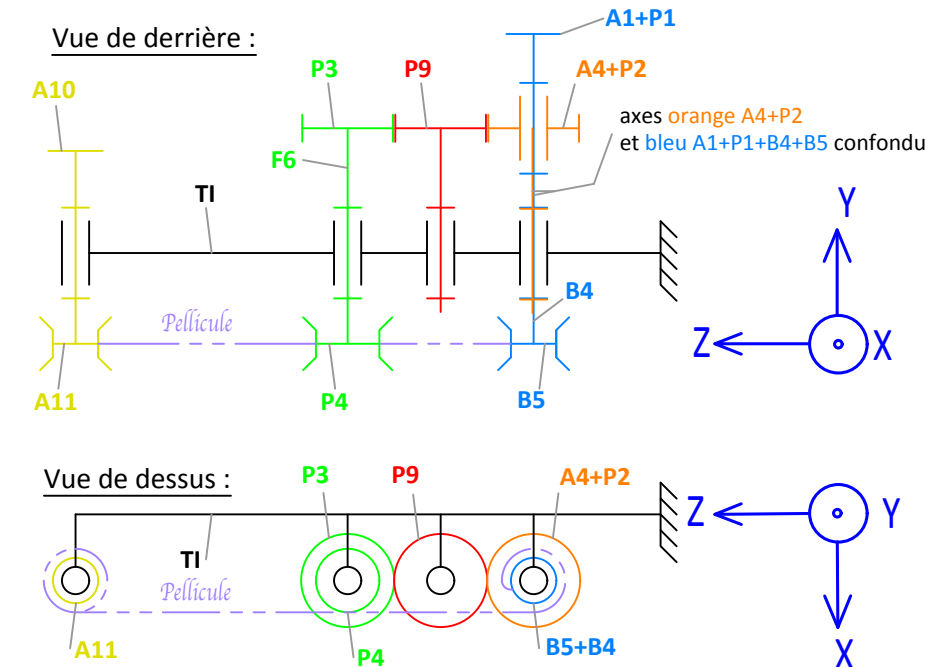 Vue de derrière :
A1+P1
P3
P9
A4+P2
A10
axes orange A4+P2
et bleu A1+P1+B4+B5 confondu
F6
TI
Y
B4
Pellicule
Z
X
A11
P4
B5
Vue de dessus :
P3
P9
A4+P2
Z
Y
TI
Pellicule
A11
P4
B5+B4
X